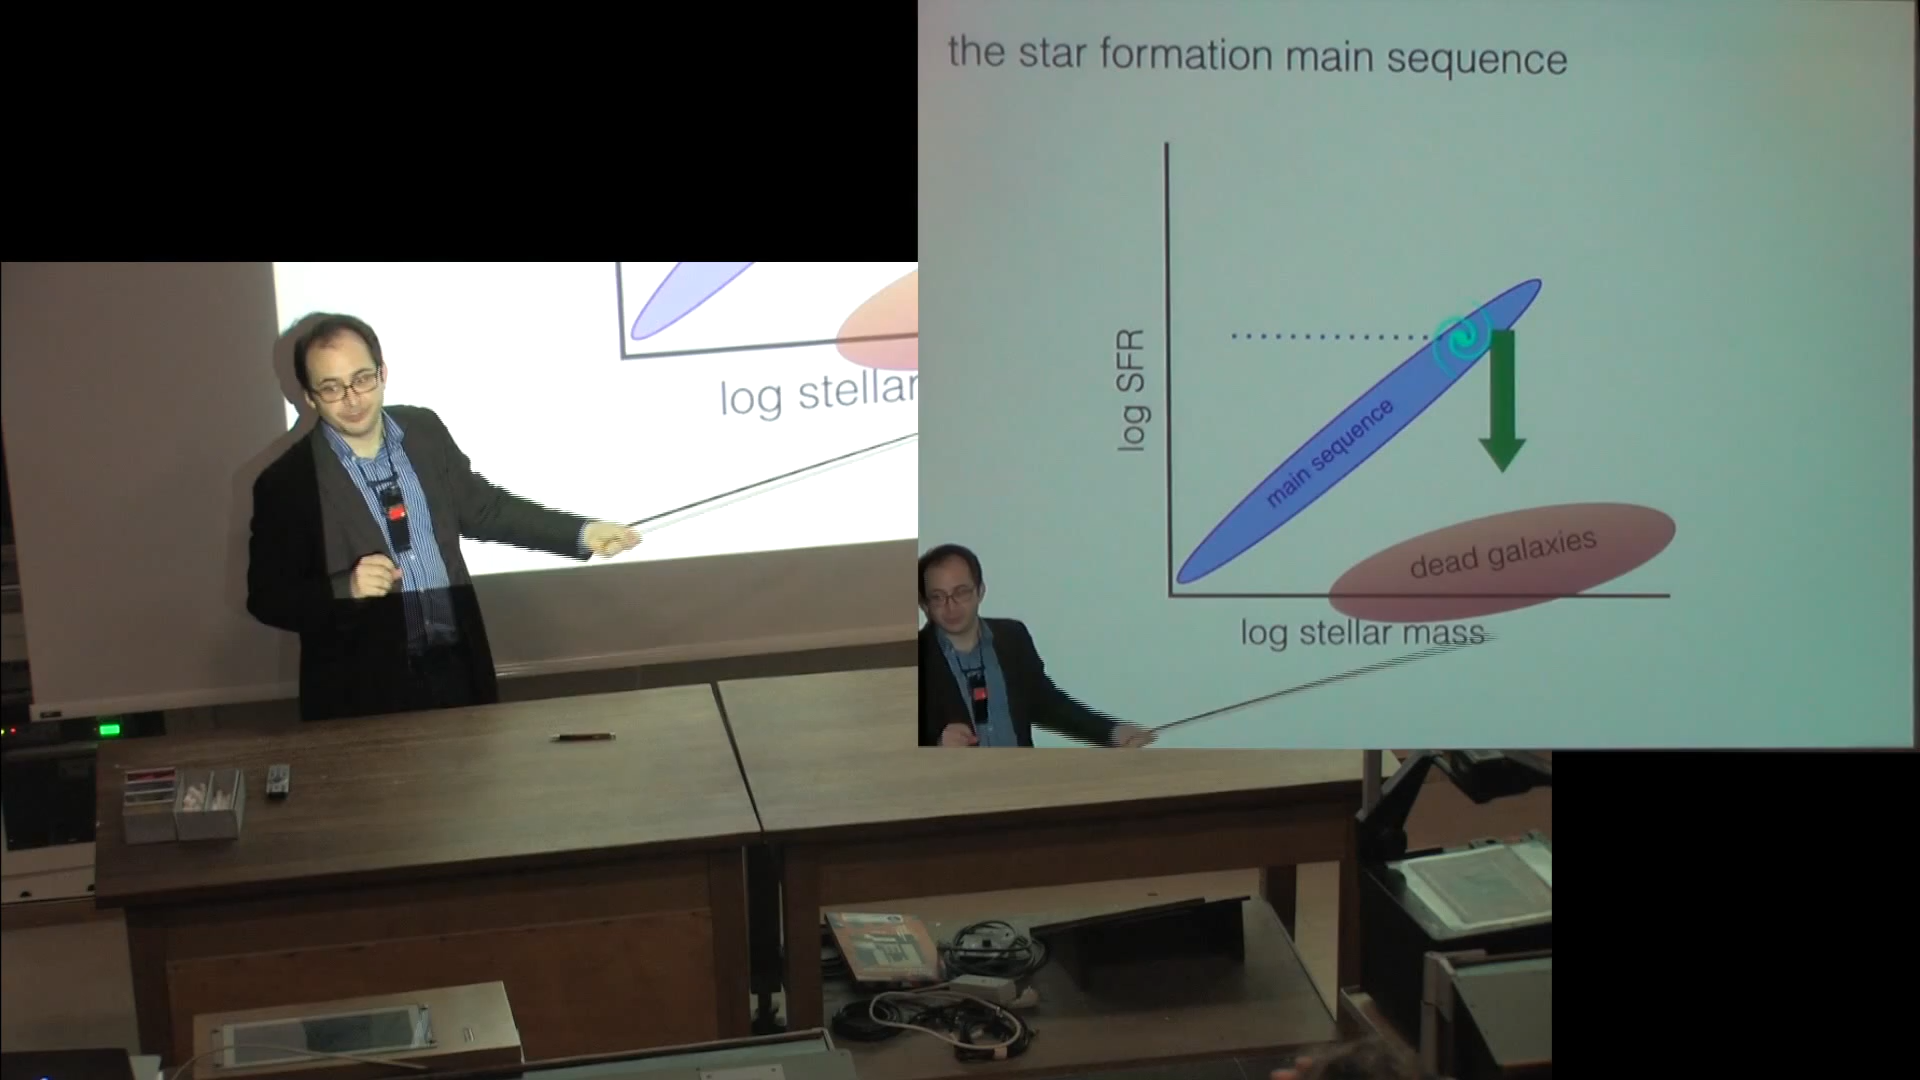 the star formation main sequence
log SFR
main sequence
dead galaxies
log stellar mass
log stellar